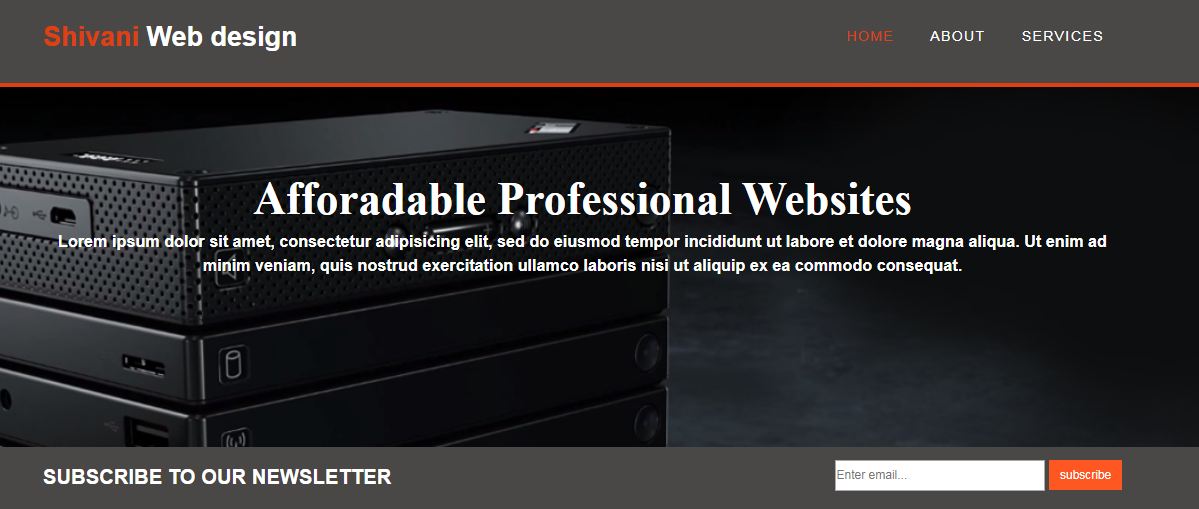 Shivani Web design
HOME ABOUT SERVICES
Afforadable Professional Websites
Lorem ipsum dolor sit amet, consectetur adipisicing elit, sed do eiusmod tempor incididunt ut labore et dolore magna aliqua. Ut enim ad
minim veniam, quis nostrud exercitation ullamco laboris nisi ut aliquip ex ea commodo consequat.
SUBSCRIBE TO OUR NEWSLETTER
Enter email...
subscribe